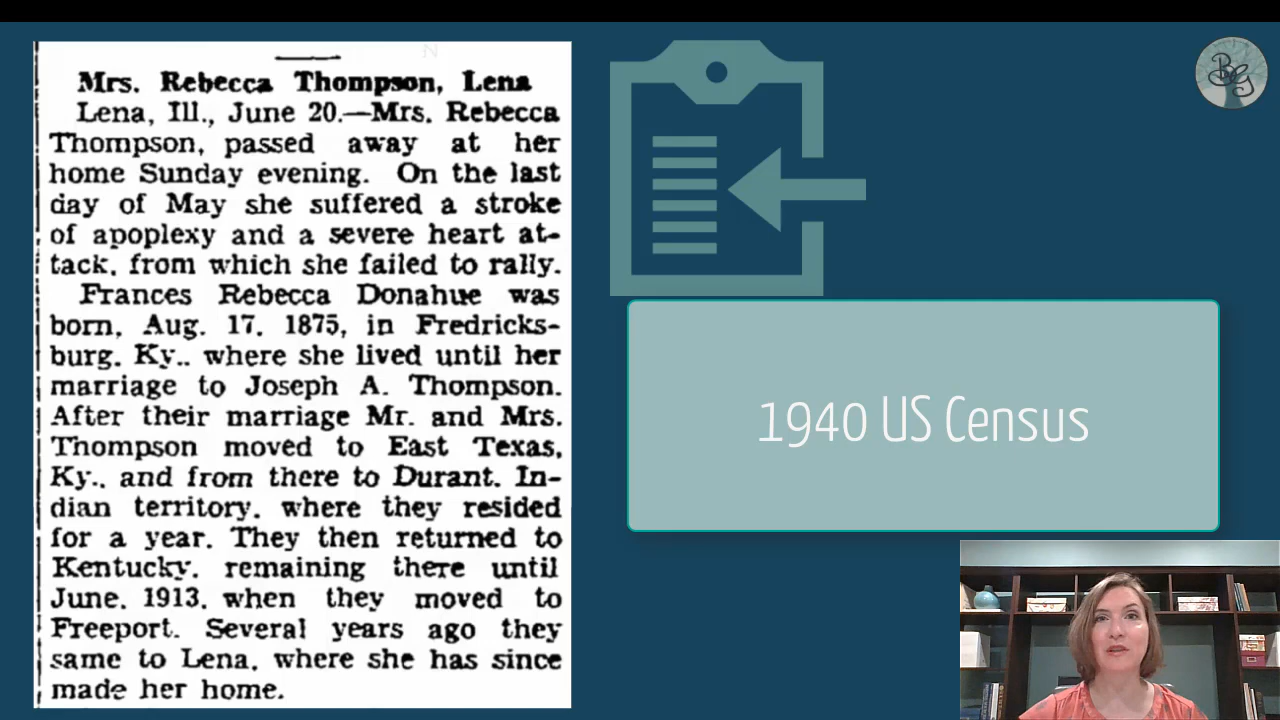 Mrs. Rebecca Thompson, Lena
Lena, Ill., June 20.—Mrs. Rebecca
Thompson, passed away at her
home Sunday evening. On the last
day of May she suffered a stroke
of apoplexy and a severe heart at-
tack, from which she failed to rally.
Frances Rebecca Donahue was
born, Aug. 17, 1875, in Fredricks-
burg, Ky., where she lived until her
marriage to Joseph A. Thompson.
After their marriage Mr. and Mrs.
Thompson moved to East Texas,
Ky., and from there to Durant, In-
dian territory, where they resided
for a year. They then returned to
Kentucky, remaining there until
June, 1913, when they moved to
Freeport. Several years ago they
same to Lena, where she has since
made her home.
1940 US Census